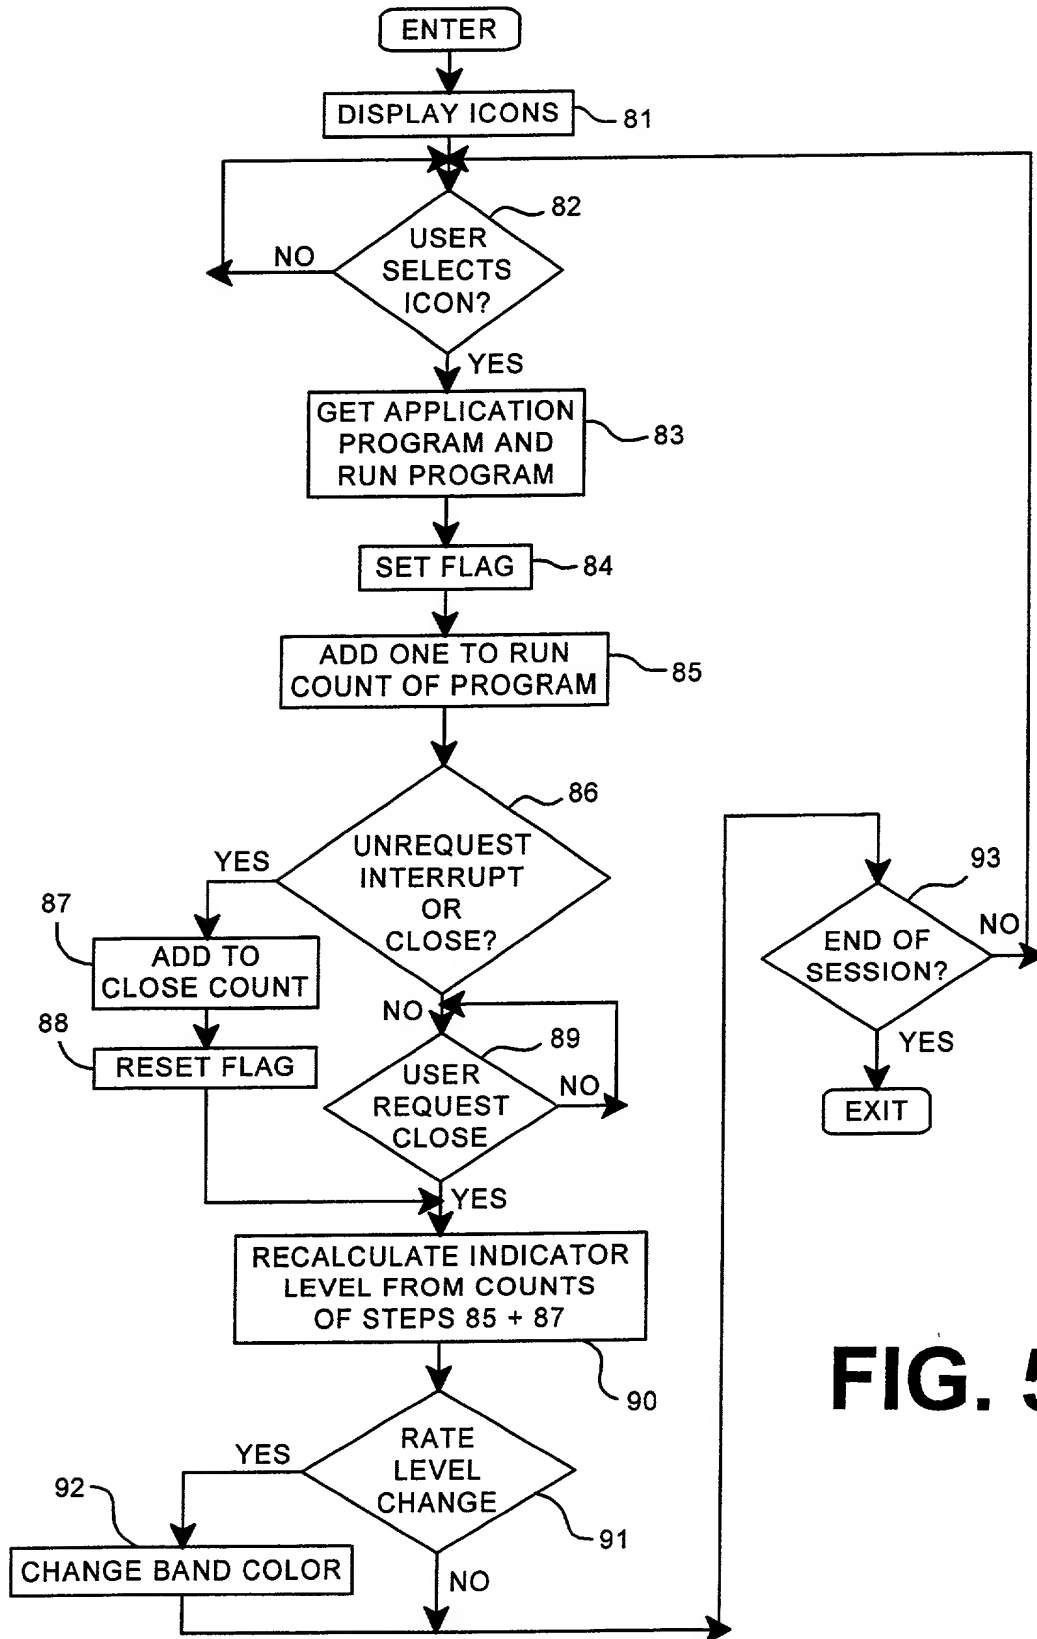 ENTER
DISPLAY ICONS
81
82
USER
SELECTS
ICON?
NO
YES
GET APPLICATION
PROGRAM AND
RUN PROGRAM
83
SET FLAG
84
ADD ONE TO RUN
COUNT OF PROGRAM
85
86
UNREQUEST
INTERRUPT
OR
CLOSE?
YES
87
ADD TO
CLOSE COUNT
88
RESET FLAG
NO
89
USER
REQUEST
CLOSE
NO
YES
RECALCULATE INDICATOR
LEVEL FROM COUNTS
OF STEPS 85 + 87
90
RATE
LEVEL
CHANGE
91
YES
92
CHANGE BAND COLOR
NO
93
END OF
SESSION?
NO
YES
EXIT
FIG. 5